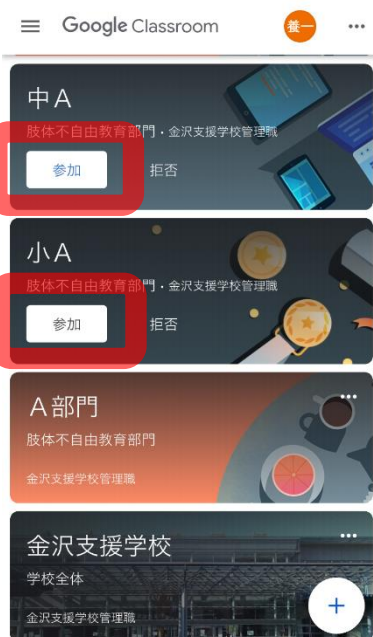 Google Classroom
養一
中A
肢体不自由教育部門・金沢支援学校管理職
参加
拒否
小A
肢体不自由教育部門・金沢支援学校管理職
参加
拒否
A部門
肢体不自由教育部門
金沢支援学校管理職
金沢支援学校
学校全体
金沢支援学校管理職